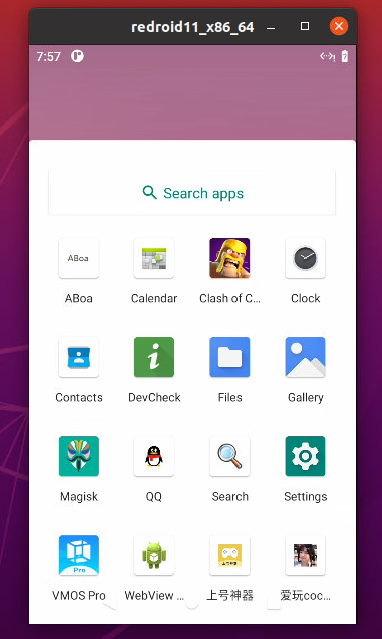 redroid11_x86_64
7:57
Search apps
ABoa
ABoa
Calendar
Clash of C...
Clock
Contacts
DevCheck
Files
Gallery
Magisk
QQ
Search
Settings
Pro
上号神器
VMOS Pro
WebView ...
上号神器
爱玩coc...